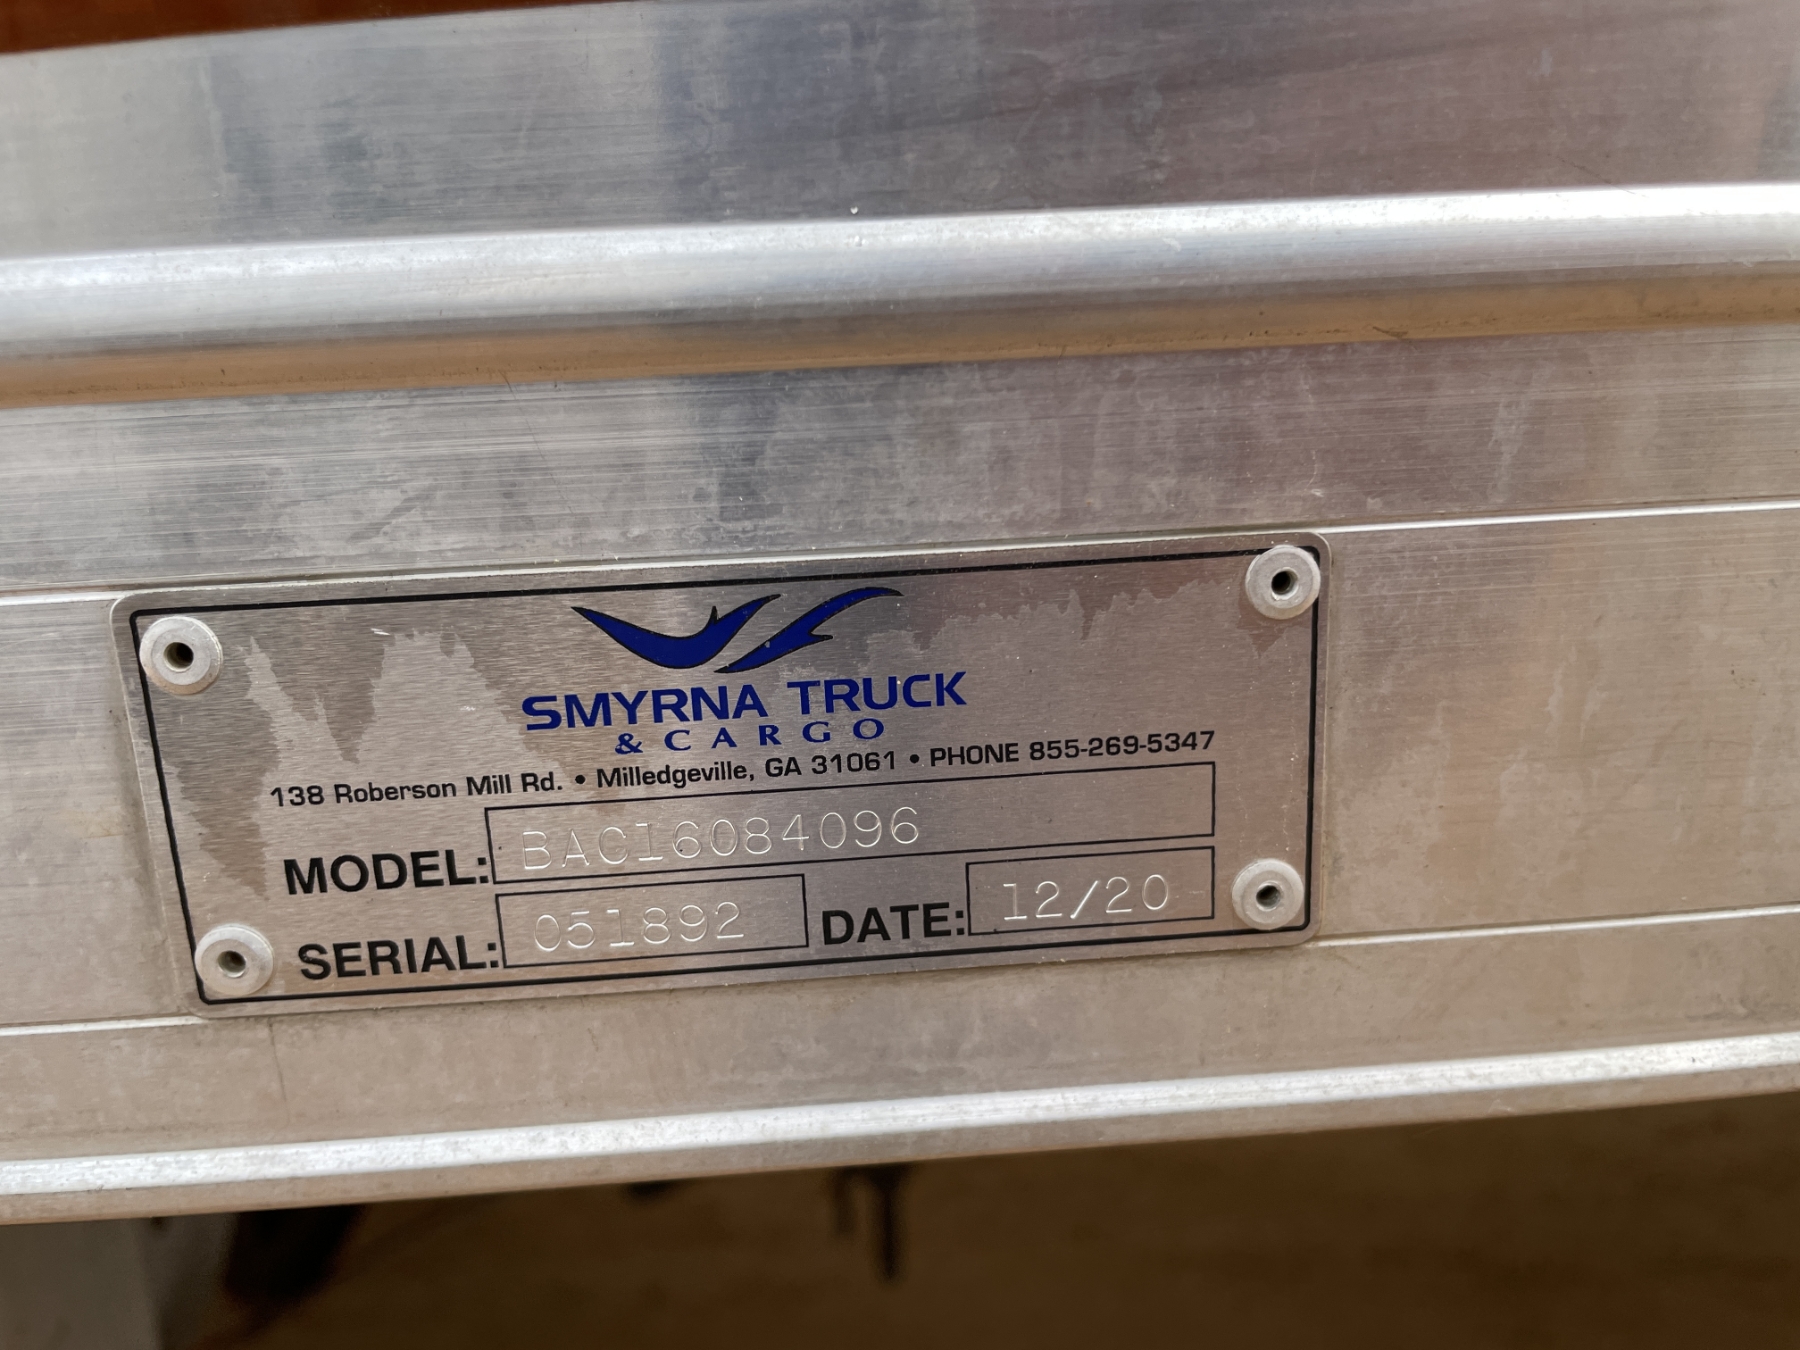 SMYRNA TRUCK
& CARGO
138 Roberson Mill Rd. • Milledgeville, GA 31061 • PHONE 855-269-5347
MODEL: BAC16084096
SERIAL: 051892 DATE: 12/20